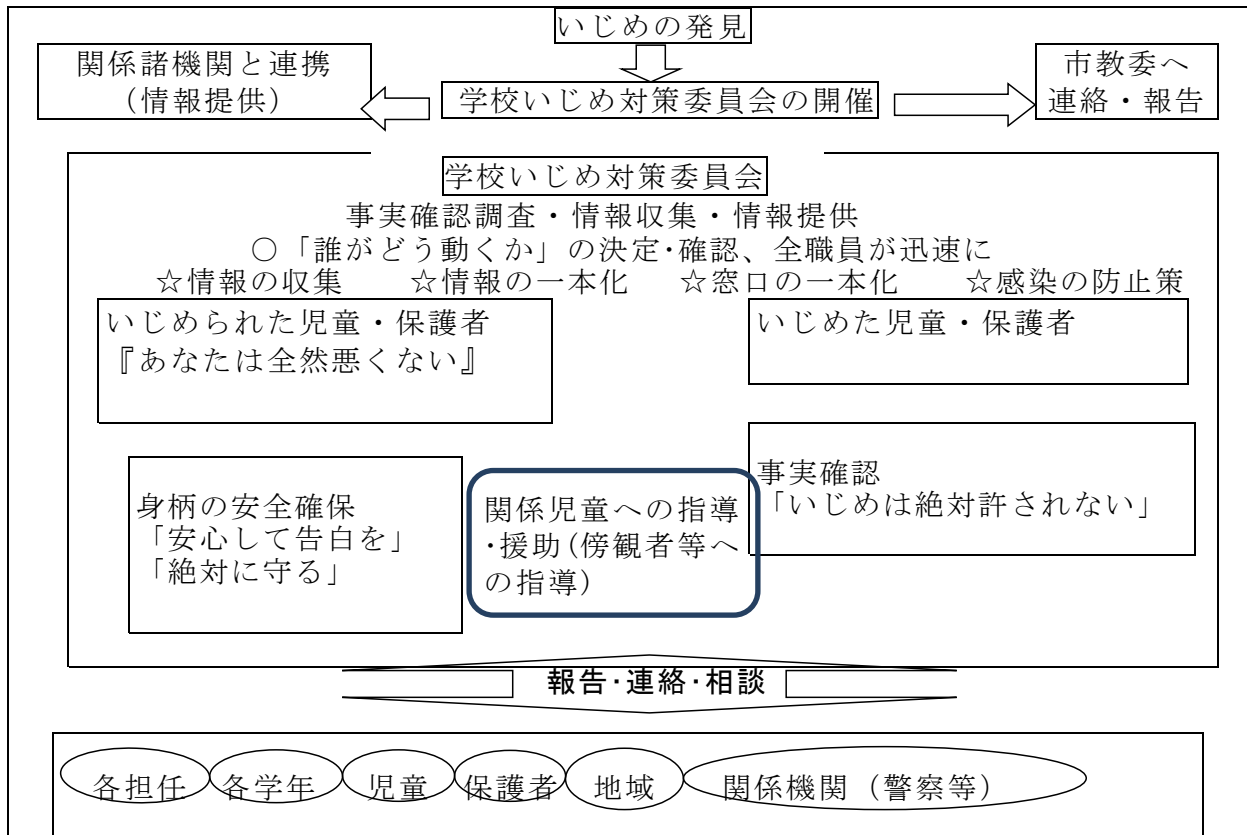 いじめの発見
関係諸機関と連携
（情報提供）
学校いじめ対策委員会の開催
市教委へ
連絡・報告
学校いじめ対策委員会
事実確認調査・情報収集・情報提供
○「誰がどう動くか」の決定･確認、全職員が迅速に
☆情報の収集　☆情報の一本化　☆窓口の一本化　☆感染の防止策
いじめられた児童・保護者
『あなたは全然悪くない』
いじめた児童・保護者
身柄の安全確保
「安心して告白を」
「絶対に守る」
関係児童への指導
･援助(傍観者等へ
の指導）
事実確認
「いじめは絶対許されない」
報告･連絡･相談
各担任　各学年　児童　保護者　地域　関係機関（警察等）